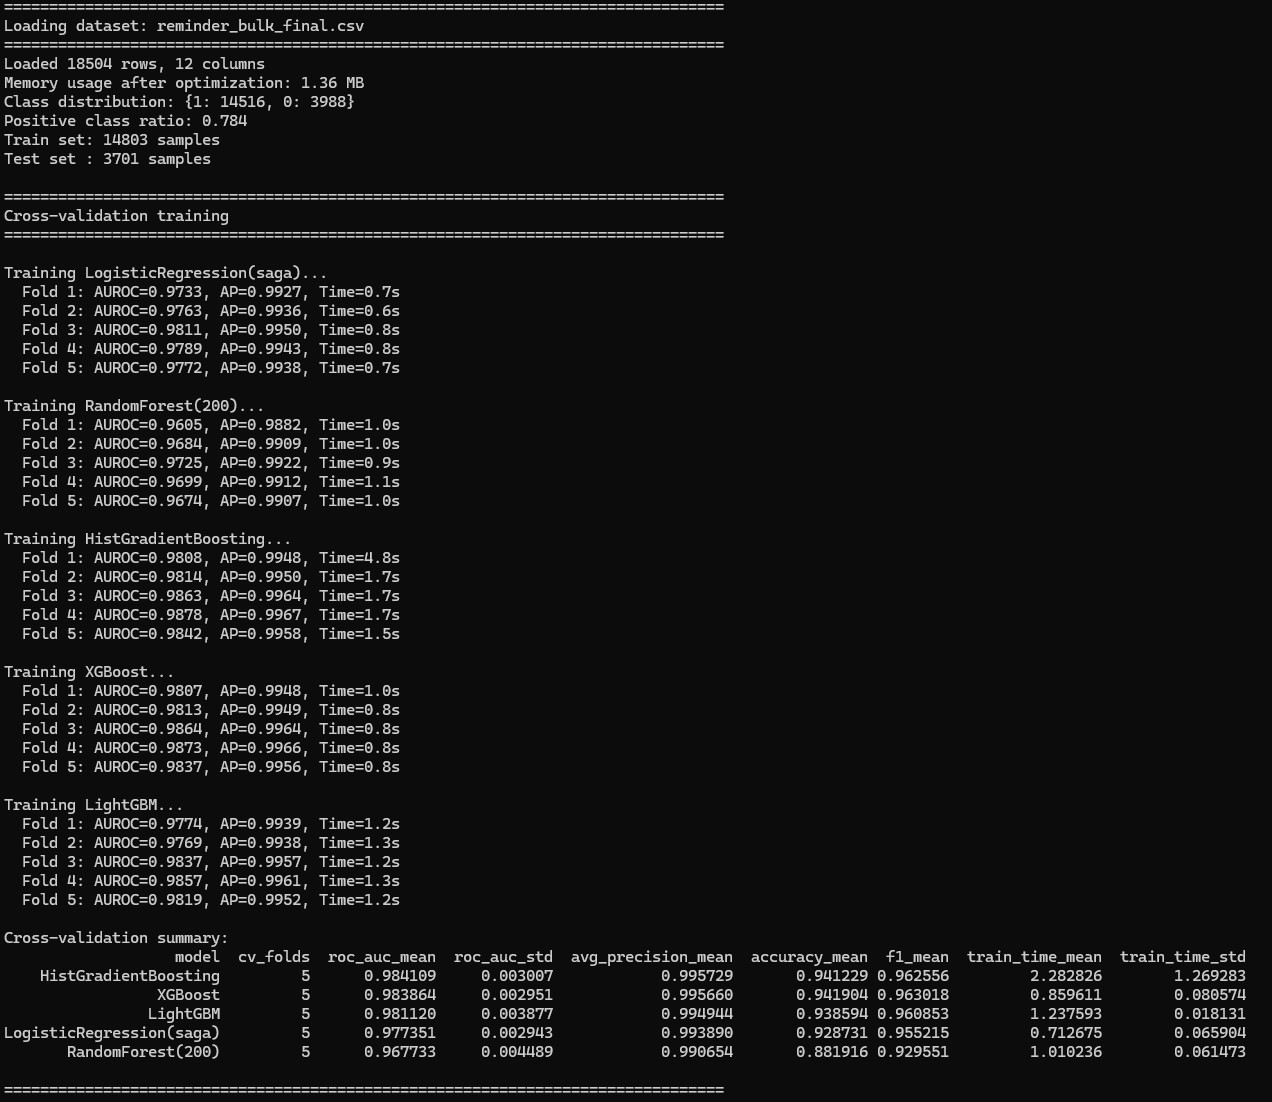 ================================================================================
Loading dataset: reminder_bulk_final.csv
================================================================================
Loaded 18504 rows, 12 columns
Memory usage after optimization: 1.36 MB
Class distribution: {1: 14516, 0: 3988}
Positive class ratio: 0.784
Train set: 14803 samples
Test set : 3701 samples

================================================================================
Cross-validation training
================================================================================

Training LogisticRegression(saga)...
  Fold 1: AUROC=0.9733, AP=0.9927, Time=0.7s
  Fold 2: AUROC=0.9763, AP=0.9936, Time=0.6s
  Fold 3: AUROC=0.9811, AP=0.9950, Time=0.8s
  Fold 4: AUROC=0.9789, AP=0.9943, Time=0.8s
  Fold 5: AUROC=0.9772, AP=0.9938, Time=0.7s

Training RandomForest(200)...
  Fold 1: AUROC=0.9605, AP=0.9882, Time=1.0s
  Fold 2: AUROC=0.9684, AP=0.9909, Time=1.0s
  Fold 3: AUROC=0.9725, AP=0.9922, Time=0.9s
  Fold 4: AUROC=0.9699, AP=0.9912, Time=1.1s
  Fold 5: AUROC=0.9674, AP=0.9907, Time=1.0s

Training HistGradientBoosting...
  Fold 1: AUROC=0.9808, AP=0.9948, Time=4.8s
  Fold 2: AUROC=0.9814, AP=0.9950, Time=1.7s
  Fold 3: AUROC=0.9863, AP=0.9964, Time=1.7s
  Fold 4: AUROC=0.9878, AP=0.9967, Time=1.7s
  Fold 5: AUROC=0.9842, AP=0.9958, Time=1.5s

Training XGBoost...
  Fold 1: AUROC=0.9807, AP=0.9948, Time=1.0s
  Fold 2: AUROC=0.9813, AP=0.9949, Time=0.8s
  Fold 3: AUROC=0.9864, AP=0.9964, Time=0.8s
  Fold 4: AUROC=0.9873, AP=0.9966, Time=0.8s
  Fold 5: AUROC=0.9837, AP=0.9956, Time=0.8s

Training LightGBM...
  Fold 1: AUROC=0.9774, AP=0.9939, Time=1.2s
  Fold 2: AUROC=0.9769, AP=0.9938, Time=1.3s
  Fold 3: AUROC=0.9837, AP=0.9957, Time=1.2s
  Fold 4: AUROC=0.9857, AP=0.9961, Time=1.3s
  Fold 5: AUROC=0.9819, AP=0.9952, Time=1.2s

Cross-validation summary:
                   model  cv_folds  roc_auc_mean  roc_auc_std  avg_precision_mean  accuracy_mean  f1_mean  train_time_mean  train_time_std
    HistGradientBoosting         5      0.984109     0.003007            0.995729       0.941229 0.962556         2.282826        1.269283
                 XGBoost         5      0.983864     0.002951            0.995660       0.941904 0.963018         0.859611        0.080574
                LightGBM         5      0.981120     0.003877            0.994944       0.938594 0.960853         1.237593        0.018131
LogisticRegression(saga)         5      0.977351     0.002943            0.993890       0.928731 0.955215         0.712675        0.065904
       RandomForest(200)         5      0.967733     0.004489            0.990654       0.881916 0.929551         1.010236        0.061473

================================================================================